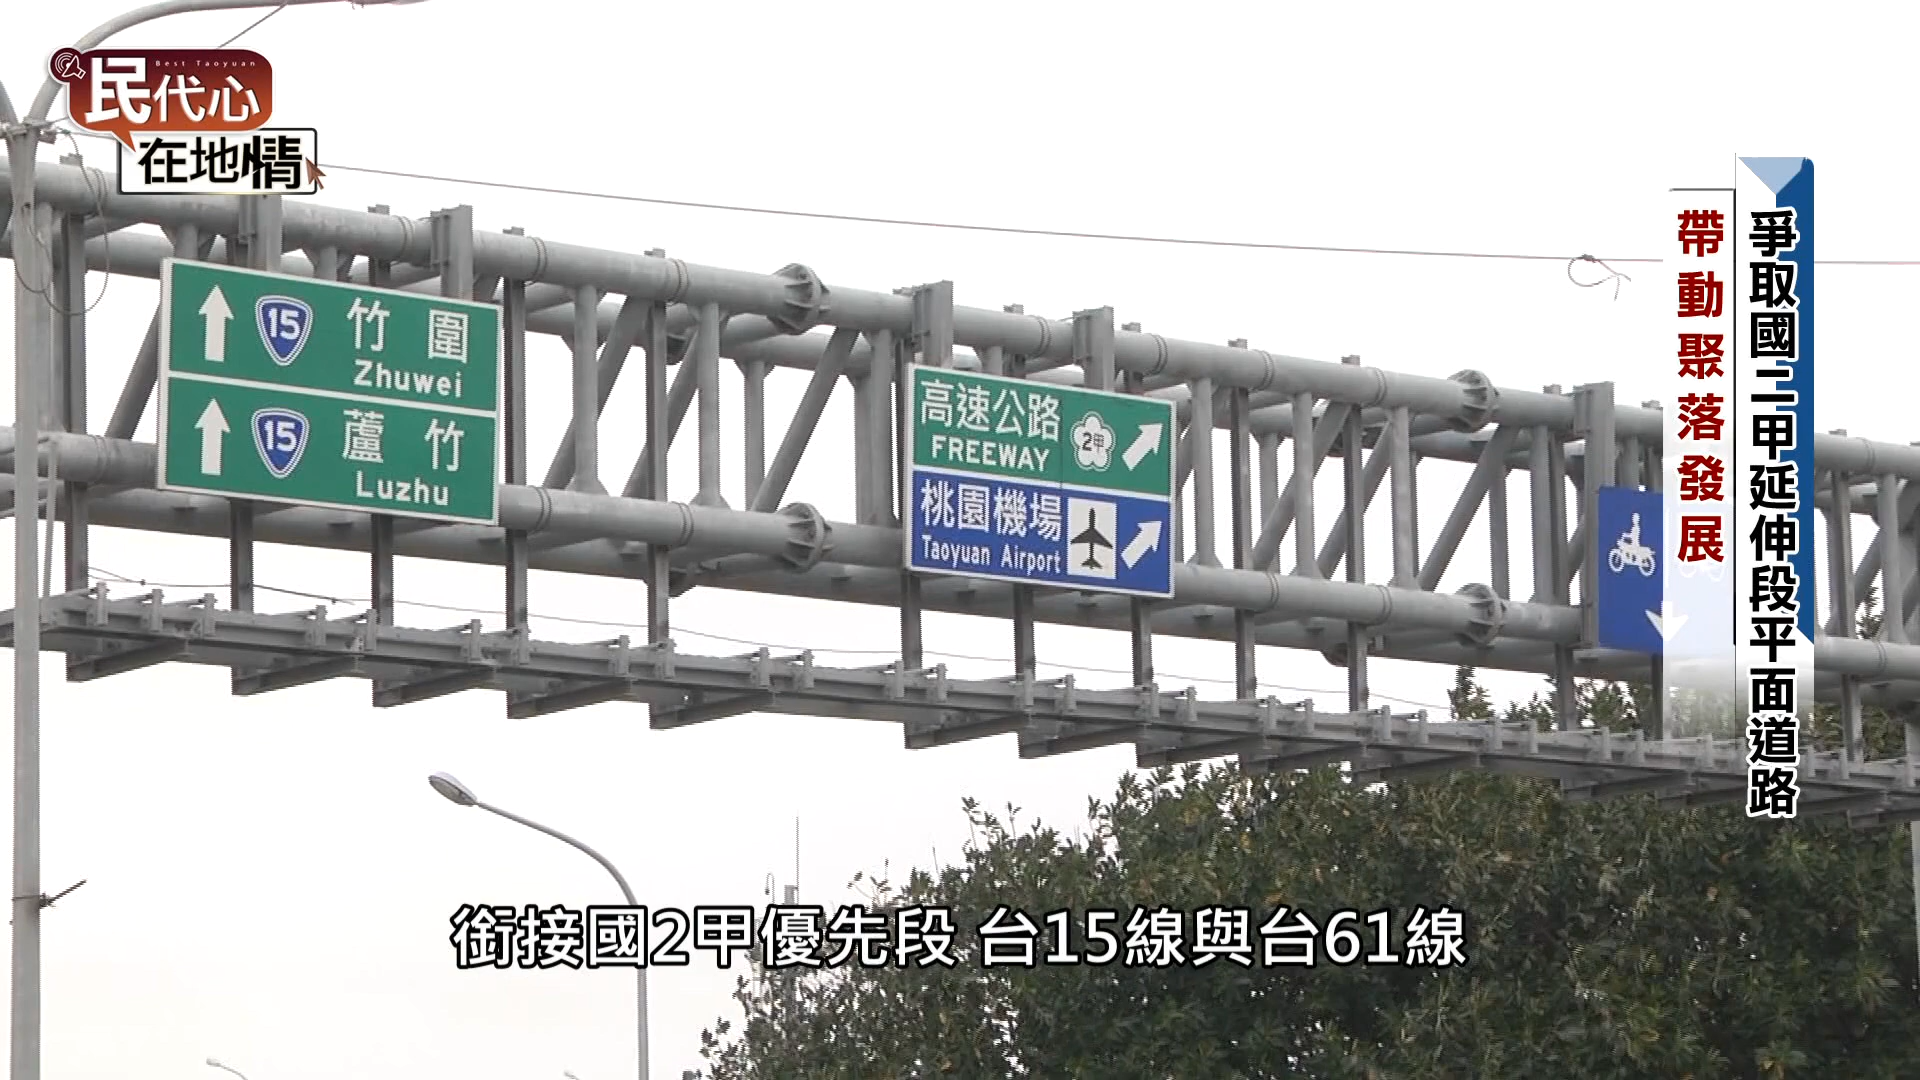 Best Taoyuan
民代心
在地情
爭取國二甲延伸段平面道路
帶動聚落發展
15 竹圍
Zhuwei
15 蘆竹
Luzhu
高速公路 2甲
FREEWAY
桃園機場
Taoyuan Airport
銜接國2甲優先段 台15線與台61線